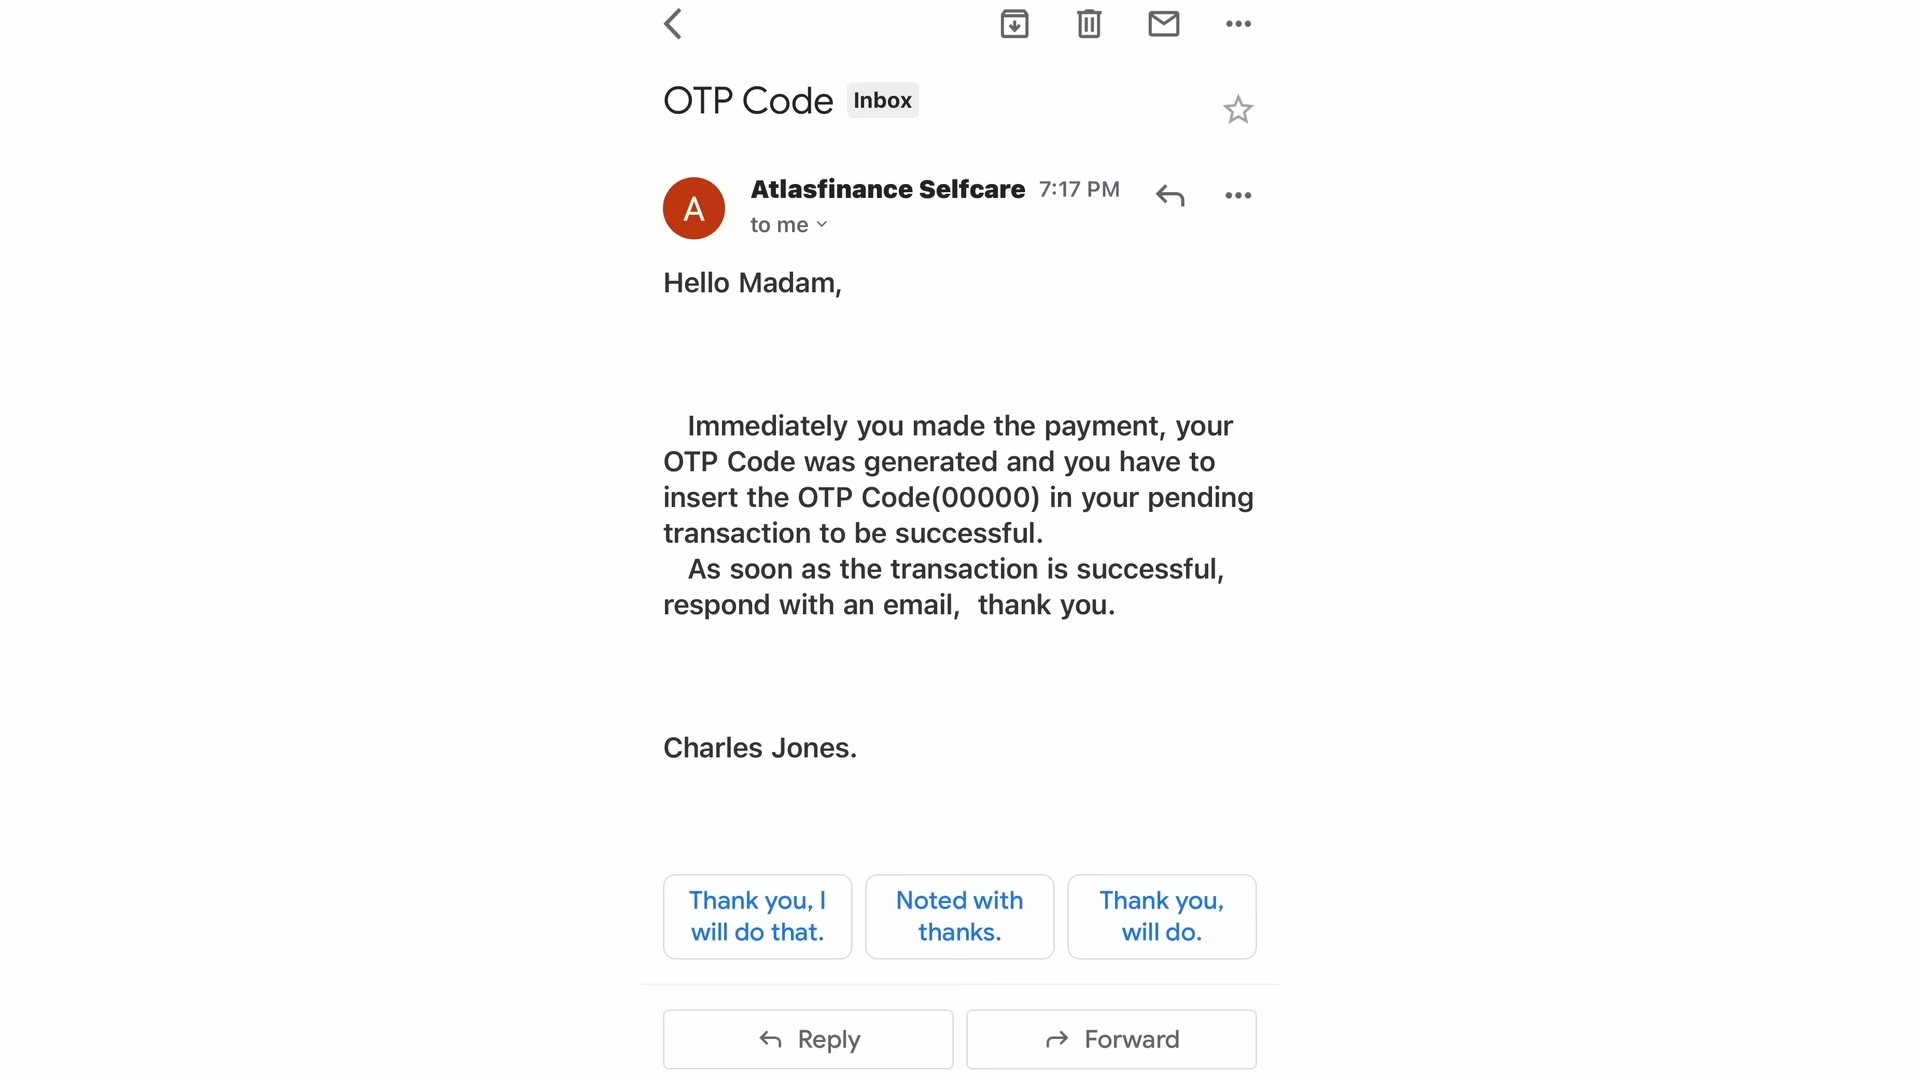 OTP Code Inbox
A
Atlasfinance Selfcare 7:17 PM
to me
Hello Madam,
Immediately you made the payment, your
OTP Code was generated and you have to
insert the OTP Code(00000) in your pending
transaction to be successful.
As soon as the transaction is successful,
respond with an email,  thank you.
Charles Jones.
Thank you, I
will do that.
Noted with
thanks.
Thank you,
will do.
Reply
Forward